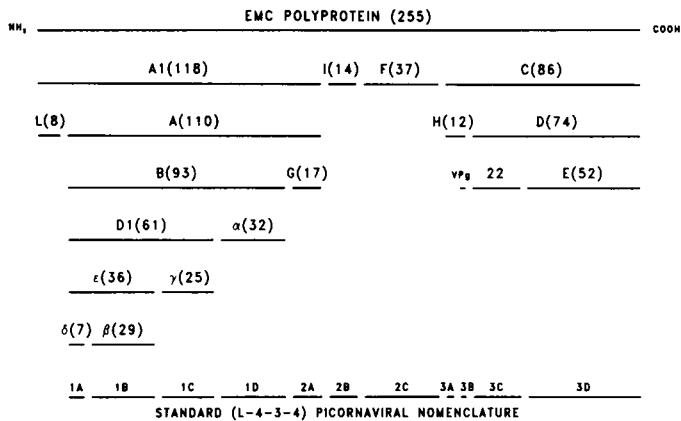 EMC POLYPROTEIN (255)
NH₂ COOH
A1(118) I(14) F(37) C(86)
L(8) A(110) H(12) D(74)
B(93) G(17) VPg 22 E(52)
D1(61) α(32)
ε(36) γ(25)
δ(7) β(29)
1A 1B 1C 1D 2A 2B 2C 3A 3B 3C 3D
STANDARD (L-4-3-4) PICORNAVIRAL NOMENCLATURE